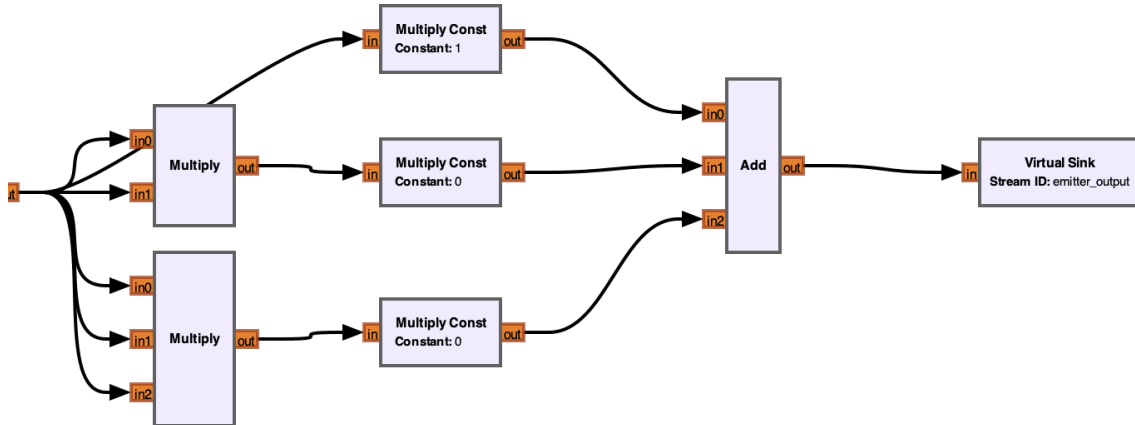 Multiply Const
Constant: 1
in
out
in0
in1
Multiply
out
in
Multiply Const
Constant: 0
out
in0
in1
in2
Add
out
in
Virtual Sink
Stream ID: emitter_output
in0
in1
in2
Multiply
out
in
Multiply Const
Constant: 0
out